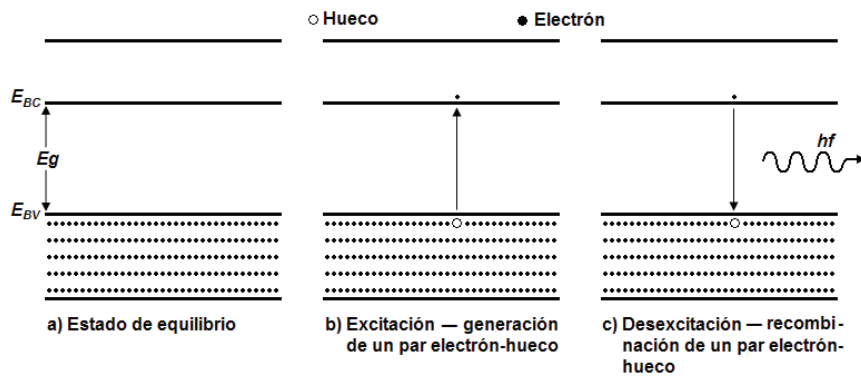 Hueco
Electrón
E_BC
Eg
E_BV
hf
a) Estado de equilibrio
b) Excitación — generación
de un par electrón-hueco
c) Desexcitación — recombi-
nación de un par electrón-
hueco